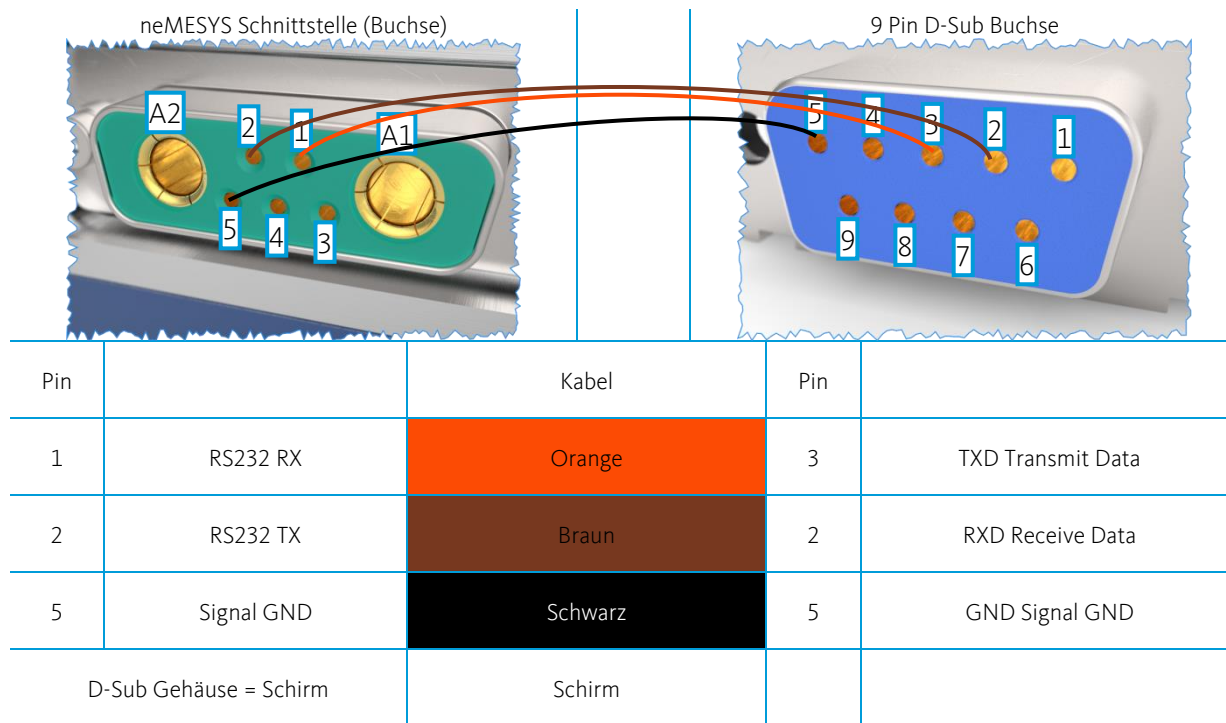 neMESYS Schnittstelle (Buchse)
9 Pin D-Sub Buchse
A2 2 1 A1
5 4 3
5 4 3 2 1
9 8 7 6
Pin Kabel Pin
1 RS232 RX Orange 3 TXD Transmit Data
2 RS232 TX Braun 2 RXD Receive Data
5 Signal GND Schwarz 5 GND Signal GND
D-Sub Gehäuse = Schirm Schirm